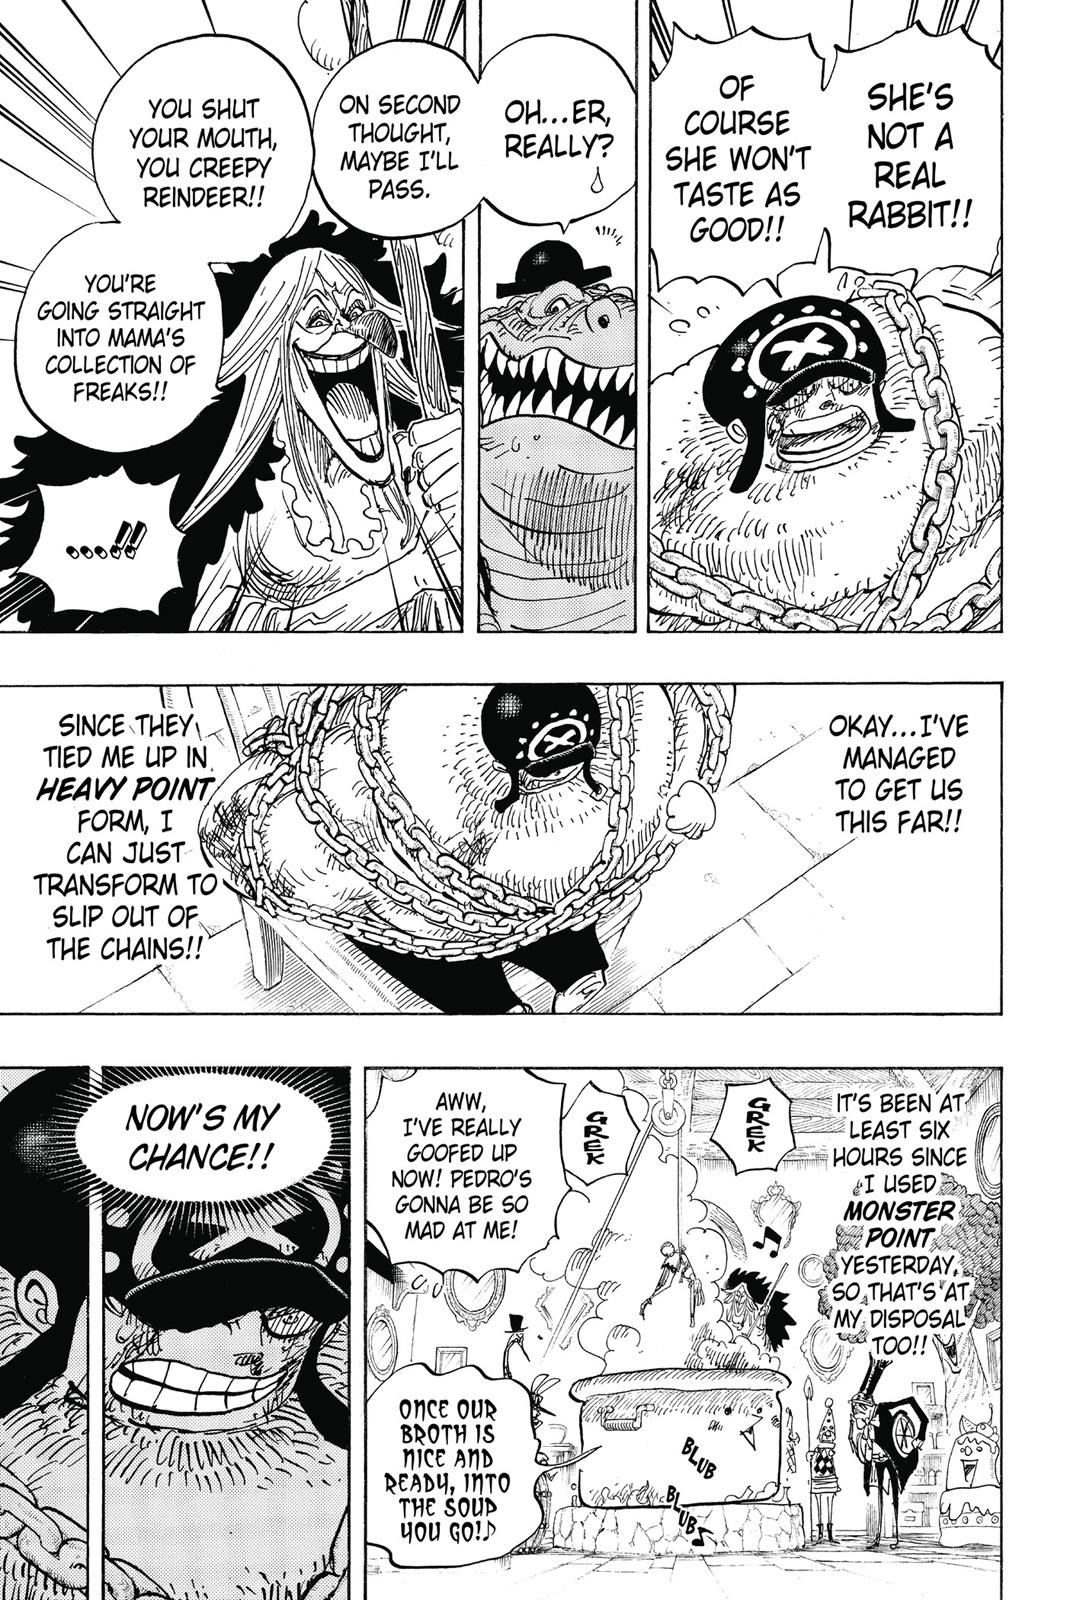 SHE'S
NOT A
REAL
RABBIT!!
OF
COURSE
SHE WON'T
TASTE AS
GOOD!!
OH...ER,
REALLY?
ON SECOND
THOUGHT,
MAYBE I'LL
PASS.
YOU SHUT
YOUR MOUTH,
YOU CREEPY
REINDEER!!
YOU'RE
GOING STRAIGHT
INTO MAMA'S
COLLECTION OF
FREAKS!!
...!!
OKAY...I'VE
MANAGED
TO GET US
THIS FAR!!
SINCE THEY
TIED ME UP IN
HEAVY POINT
FORM, I
CAN JUST
TRANSFORM TO
SLIP OUT OF
THE CHAINS!!
IT'S BEEN AT
LEAST SIX
HOURS SINCE
I USED
MONSTER
POINT
YESTERDAY,
SO THAT'S AT
MY DISPOSAL
TOO!!
GREK
GREK
AWW,
I'VE REALLY
GOOFED UP
NOW! PEDRO'S
GONNA BE SO
MAD AT ME!
ONCE OUR
BROTH IS
NICE AND
READY, INTO
THE SOUP
YOU GO!♪
BLUB
BLUB♪
NOW'S MY
CHANCE!!